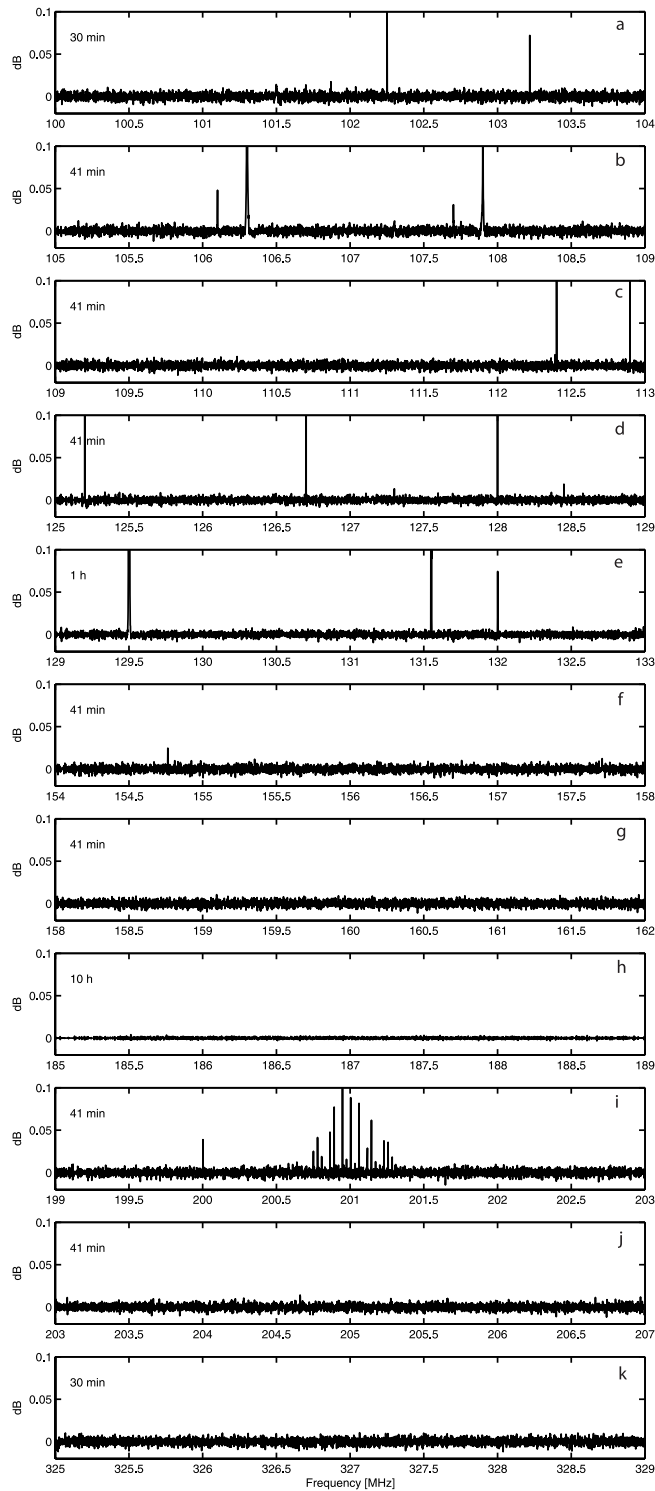 0.1
30 min
a
0.05
dB
0
100 100.5 101 101.5 102 102.5 103 103.5 104
0.1
41 min
b
0.05
dB
0
105 105.5 106 106.5 107 107.5 108 108.5 109
0.1
41 min
c
0.05
dB
0
109 109.5 110 110.5 111 111.5 112 112.5 113
0.1
41 min
d
0.05
dB
0
125 125.5 126 126.5 127 127.5 128 128.5 129
0.1
1 h
e
0.05
dB
0
129 129.5 130 130.5 131 131.5 132 132.5 133
0.1
41 min
f
0.05
dB
0
154 154.5 155 155.5 156 156.5 157 157.5 158
0.1
41 min
g
0.05
dB
0
158 158.5 159 159.5 160 160.5 161 161.5 162
0.1
10 h
h
0.05
dB
0
185 185.5 186 186.5 187 187.5 188 188.5 189
0.1
41 min
i
0.05
dB
0
199 199.5 200 200.5 201 201.5 202 202.5 203
0.1
41 min
j
0.05
dB
0
203 203.5 204 204.5 205 205.5 206 206.5 207
0.1
30 min
k
0.05
dB
0
325 325.5 326 326.5 327 327.5 328 328.5 329
Frequency [MHz]